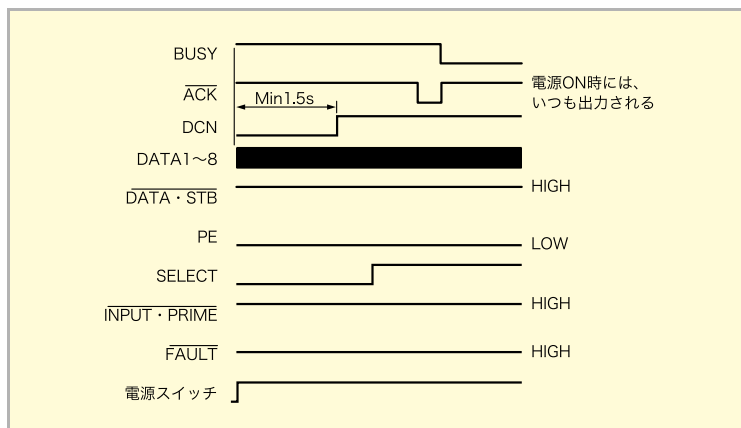 BUSY
ACK
電源ON時には、
いつも出力される
Min1.5s
DCN
DATA1〜8
DATA・STB
HIGH
PE
LOW
SELECT
INPUT・PRIME
HIGH
FAULT
HIGH
電源スイッチ